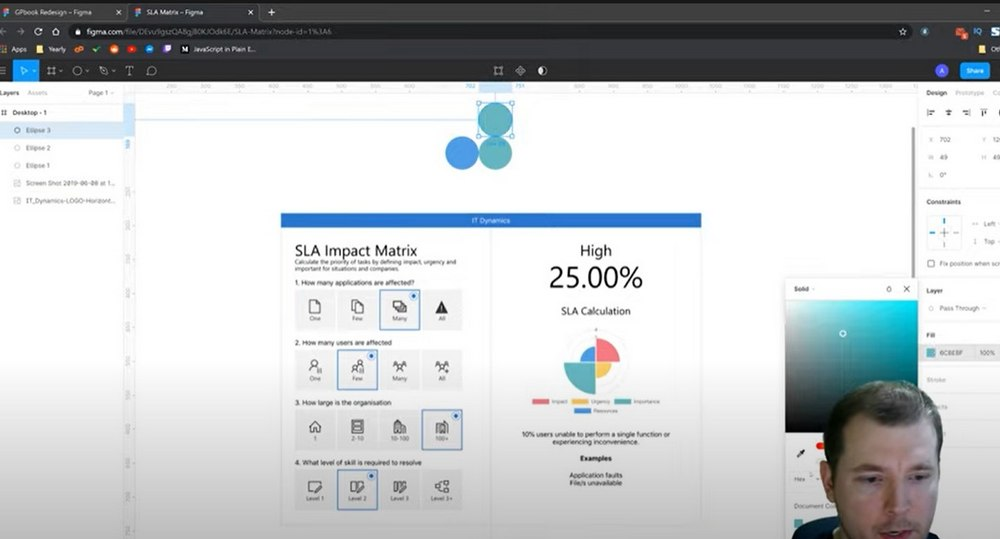 GPbook Redesign – Figma
SLA Matrix – Figma
figma.com/file/
/SLA-Matrix?node-id=1%3A6
Apps
Yearly
JavaScript in Plain E...
Share
Layers
Assets
Page 1
Design
Prototype
702
751
Desktop - 1
Ellipse 3
Ellipse 2
Ellipse 1
Screen Shot 2019-06-08 at 1...
IT_Dynamics-LOGO-Horizont...
702
49
0°
Constraints
Left
Top
Fix position when scr
Layer
Pass Through
Fill
100%
Stroke
Solid
Hex
Document Co
IT Dynamics
SLA Impact Matrix
Calculate the priority of tasks by defining impact, urgency and
important for situations and companies.
1. How many applications are affected?
One
Few
Many
All
2. How many users are affected
One
Few
Many
All
3. How large is the organisation
1
2-10
10-100
100+
4. What level of skill is required to resolve
Level 1
Level 2
Level 3
Level 3+
High
25.00%
SLA Calculation
Impact
Urgency
Importance
Resources
10% users unable to perform a single function or
experiencing inconvenience.
Examples
Application faults
File/s unavailable